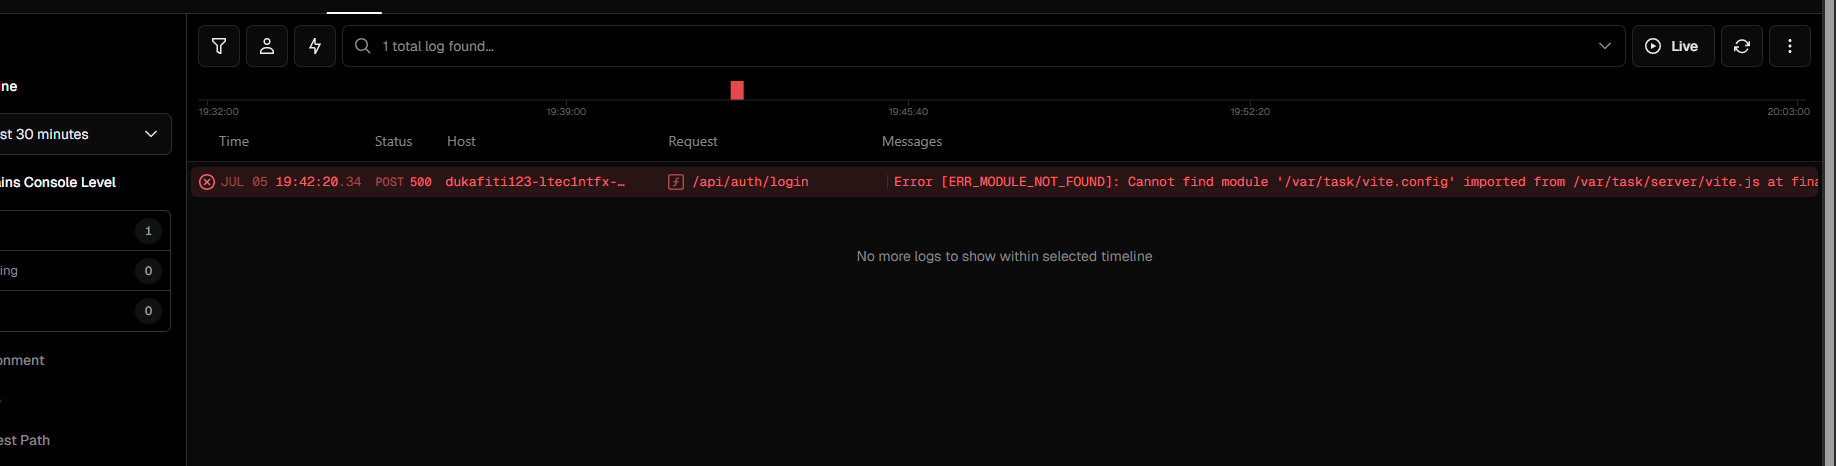 1 total log found...
Live
ne
st 30 minutes
ins Console Level
1
ing 0
0
onment
est Path
19:32:00 19:39:00 19:45:40 19:52:20 20:03:00
Time Status Host Request Messages
JUL 05 19:42:20.34 POST 500 dukafiti123-ltec1ntfx-… /api/auth/login Error [ERR_MODULE_NOT_FOUND]: Cannot find module '/var/task/vite.config' imported from /var/task/server/vite.js at fina
No more logs to show within selected timeline